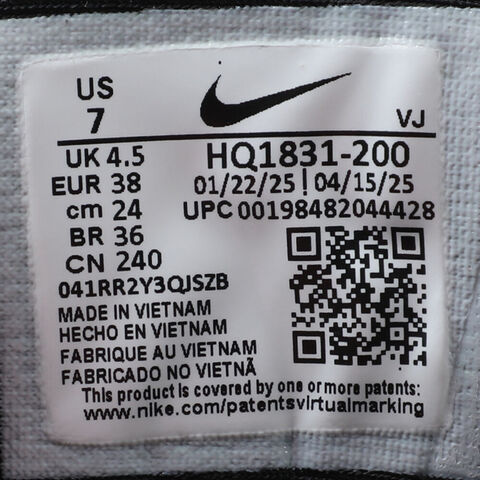 US
7
VJ
UK 4.5
HQ1831-200
EUR 38
01/22/25 | 04/15/25
cm 24
UPC 00198482044428
BR 36
CN 240
041RR2Y3QJSZB
MADE IN VIETNAM
HECHO EN VIETNAM
FABRIQUE AU VIETNAM
FABRICADO NO VIETNÃ
This product is covered by one or more patents:
www.nike.com/patentsvirtualmarking